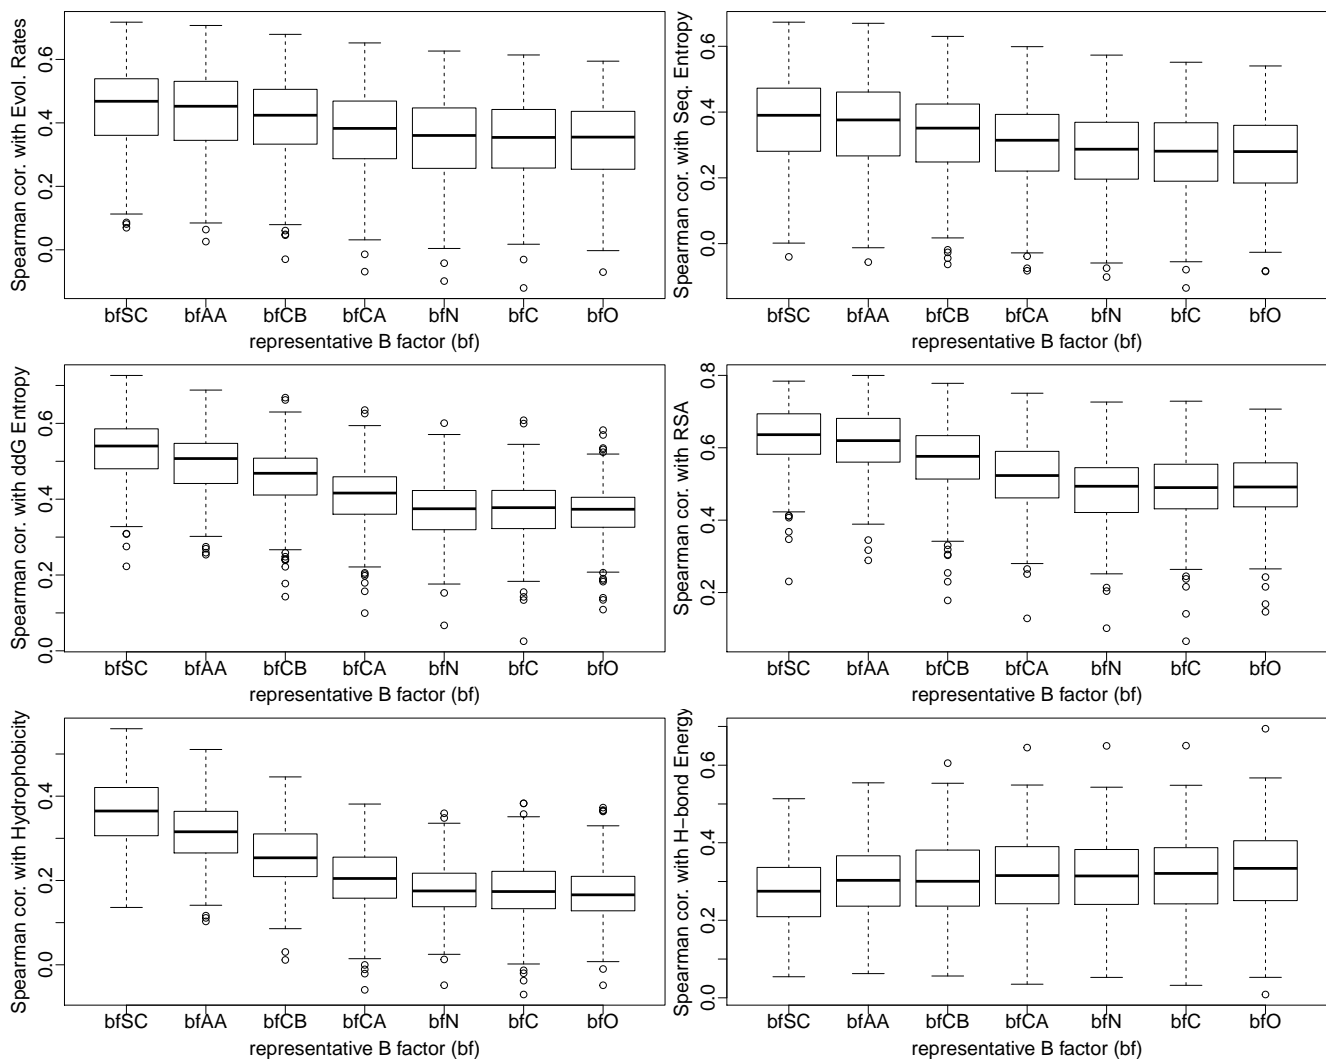 Spearman cor. with Evol. Rates
0.0 0.2 0.4 0.6
bfSC bfAA bfCB bfCA bfN bfC bfO
representative B factor (bf)
Spearman cor. with Seq. Entropy
0.0 0.2 0.4 0.6
bfSC bfAA bfCB bfCA bfN bfC bfO
representative B factor (bf)
Spearman cor. with ddG Entropy
0.0 0.2 0.4 0.6
bfSC bfAA bfCB bfCA bfN bfC bfO
representative B factor (bf)
Spearman cor. with RSA
0.2 0.4 0.6 0.8
bfSC bfAA bfCB bfCA bfN bfC bfO
representative B factor (bf)
Spearman cor. with Hydrophobicity
0.0 0.2 0.4
bfSC bfAA bfCB bfCA bfN bfC bfO
representative B factor (bf)
Spearman cor. with H−bond Energy
0.0 0.2 0.4 0.6
bfSC bfAA bfCB bfCA bfN bfC bfO
representative B factor (bf)